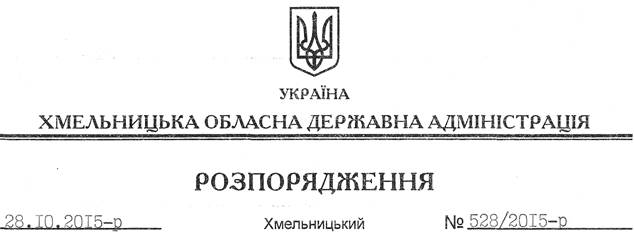 УКРАЇНА
ХМЕЛЬНИЦЬКА ОБЛАСНА ДЕРЖАВНА АДМІНІСТРАЦІЯ
РОЗПОРЯДЖЕННЯ
28.10.2015-р Хмельницький № 528/2015-р